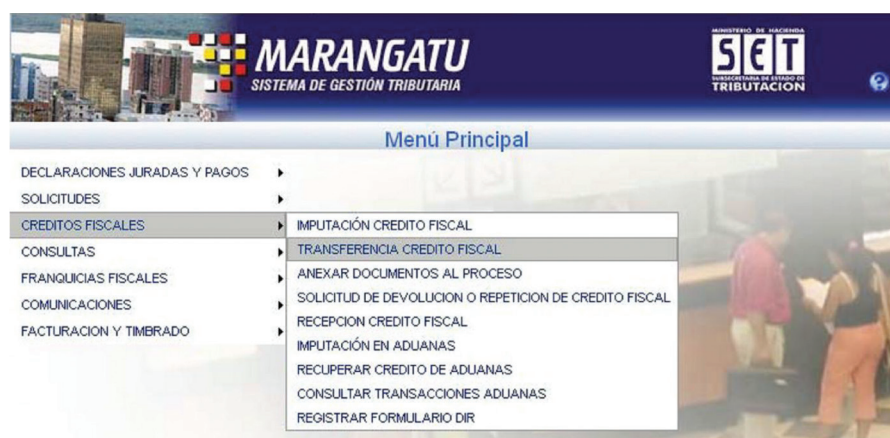 MARANGATU
SISTEMA DE GESTIÓN TRIBUTARIA
MINISTERIO DE HACIENDA
SET
SUBSECRETARIA DE ESTADO DE
TRIBUTACION
Menú Principal
DECLARACIONES JURADAS Y PAGOS
SOLICITUDES
CREDITOS FISCALES
CONSULTAS
FRANQUICIAS FISCALES
COMUNICACIONES
FACTURACION Y TIMBRADO
IMPUTACIÓN CREDITO FISCAL
TRANSFERENCIA CREDITO FISCAL
ANEXAR DOCUMENTOS AL PROCESO
SOLICITUD DE DEVOLUCION O REPETICION DE CREDITO FISCAL
RECEPCION CREDITO FISCAL
IMPUTACIÓN EN ADUANAS
RECUPERAR CREDITO DE ADUANAS
CONSULTAR TRANSACCIONES ADUANAS
REGISTRAR FORMULARIO DIR